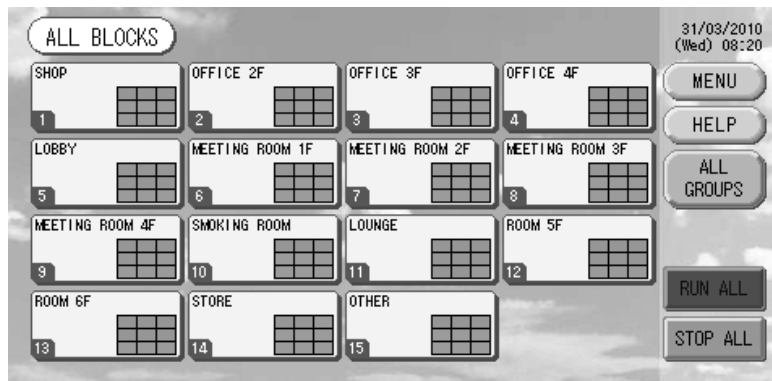 ALL BLOCKS
31/03/2010
(Wed) 08:20
SHOP
1
OFFICE 2F
2
OFFICE 3F
3
OFFICE 4F
4
LOBBY
5
MEETING ROOM 1F
6
MEETING ROOM 2F
7
MEETING ROOM 3F
8
MEETING ROOM 4F
9
SMOKING ROOM
10
LOUNGE
11
ROOM 5F
12
ROOM 6F
13
STORE
14
OTHER
15
MENU
HELP
ALL
GROUPS
RUN ALL
STOP ALL